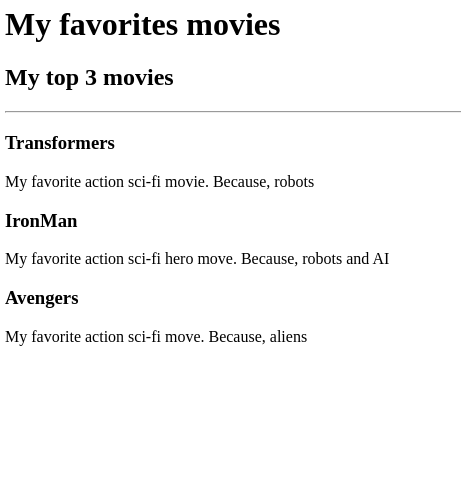 My favorites movies
My top 3 movies
Transformers
My favorite action sci-fi movie. Because, robots
IronMan
My favorite action sci-fi hero move. Because, robots and AI
Avengers
My favorite action sci-fi move. Because, aliens